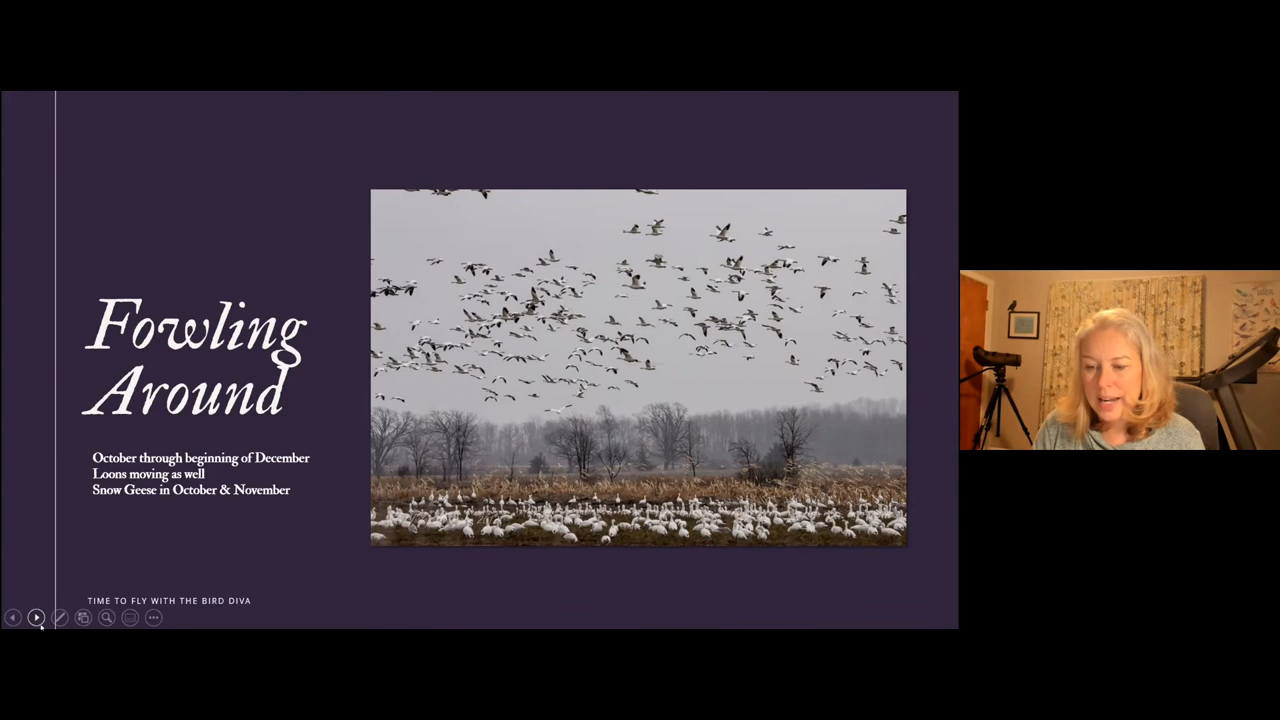 Fowling
Around
October through beginning of December
Loons moving as well
Snow Geese in October & November
TIME TO FLY WITH THE BIRD DIVA